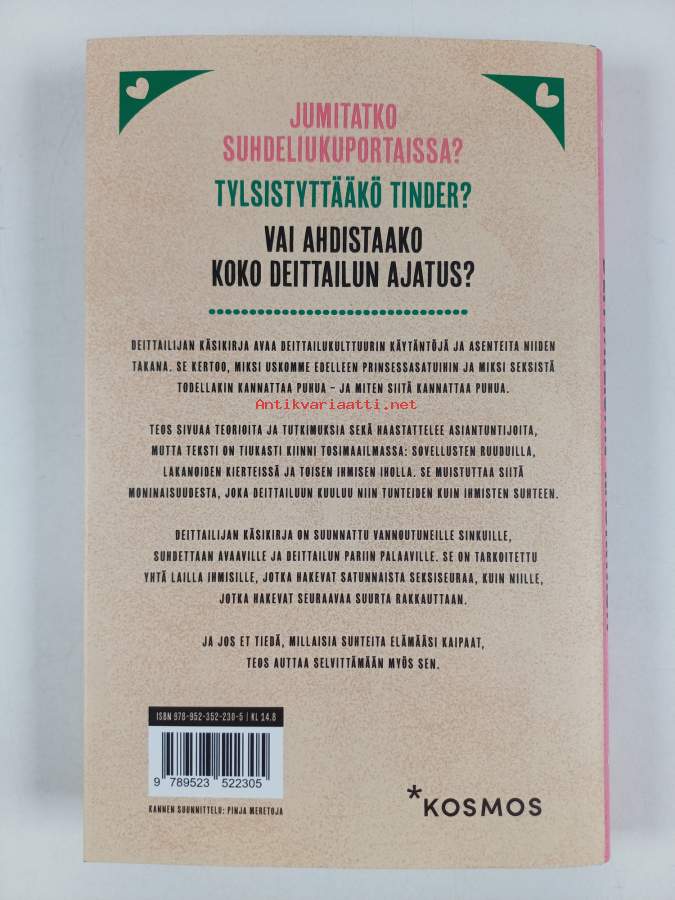 JUMITATKO
SUHDELIUKUPORTAISSA?
TYLSISTYTTÄÄKÖ TINDER?
VAI AHDISTAAKO
KOKO DEITTAILUN AJATUS?
DEITTAILIJAN KÄSIKIRJA AVAA DEITTAILUKULTTUURIN KÄYTÄNTÖJÄ JA ASENTEITA NIIDEN
TAKANA. SE KERTOO, MIKSI USKOMME EDELLEEN PRINSESSASATUIHIN JA MIKSI SEKSISTÄ
TODELLAKIN KANNATTAA PUHUA – JA MITEN SIITÄ KANNATTAA PUHUA.
Antikvariaatti.net
TEOS SIVUAA TEORIOITA JA TUTKIMUKSIA SEKÄ HAASTATTELEE ASIANTUNTIJOITA,
MUTTA TEKSTI ON TIUKASTI KIINNI TOSIMAAILMASSA: SOVELLUSTEN RUUDUILLA,
LAKANOIDEN KIERTEISSÄ JA TOISEN IHMISEN IHOLLA. SE MUISTUTTAA SIITÄ
MONINAISUUDESTA, JOKA DEITTAILUUN KUULUU NIIN TUNTEIDEN KUIN IHMISTEN SUHTEEN.
DEITTAILIJAN KÄSIKIRJA ON SUUNNATTU VANNOUTUNEILLE SINKUILLE,
SUHDETTAAN AVAAVILLE JA DEITTAILUN PARIIN PALAAVILLE. SE ON TARKOITETTU
YHTÄ LAILLA IHMISILLE, JOTKA HAKEVAT SATUNNAISTA SEKSISEURAA, KUIN NIILLE,
JOTKA HAKEVAT SEURAAVAA SUURTA RAKKAUTTAAN.
JA JOS ET TIEDÄ, MILLAISIA SUHTEITA ELÄMÄÄSI KAIPAAT,
TEOS AUTTAA SELVITTÄMÄÄN MYÖS SEN.
ISBN 978-952-352-230-5 | KL 14.8
9 789523 522305
KANNEN SUUNNITTELU: PINJA MERETOJA
*KOSMOS